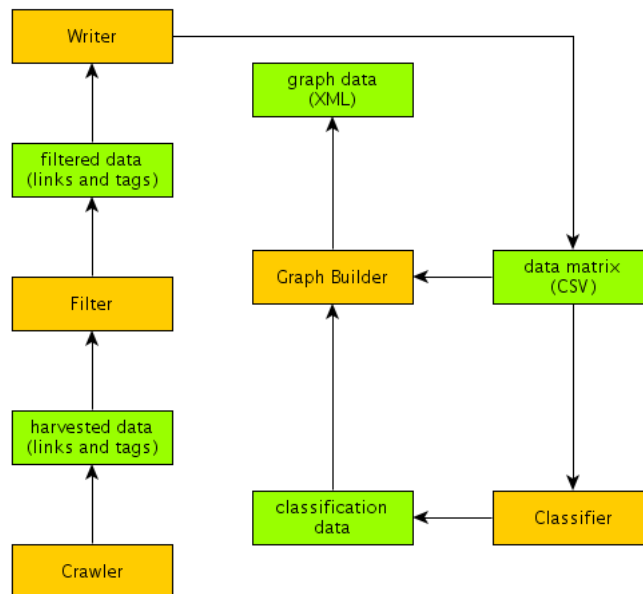 Writer
graph data
(XML)
filtered data
(links and tags)
Filter
Graph Builder
data matrix
(CSV)
harvested data
(links and tags)
classification
data
Classifier
Crawler